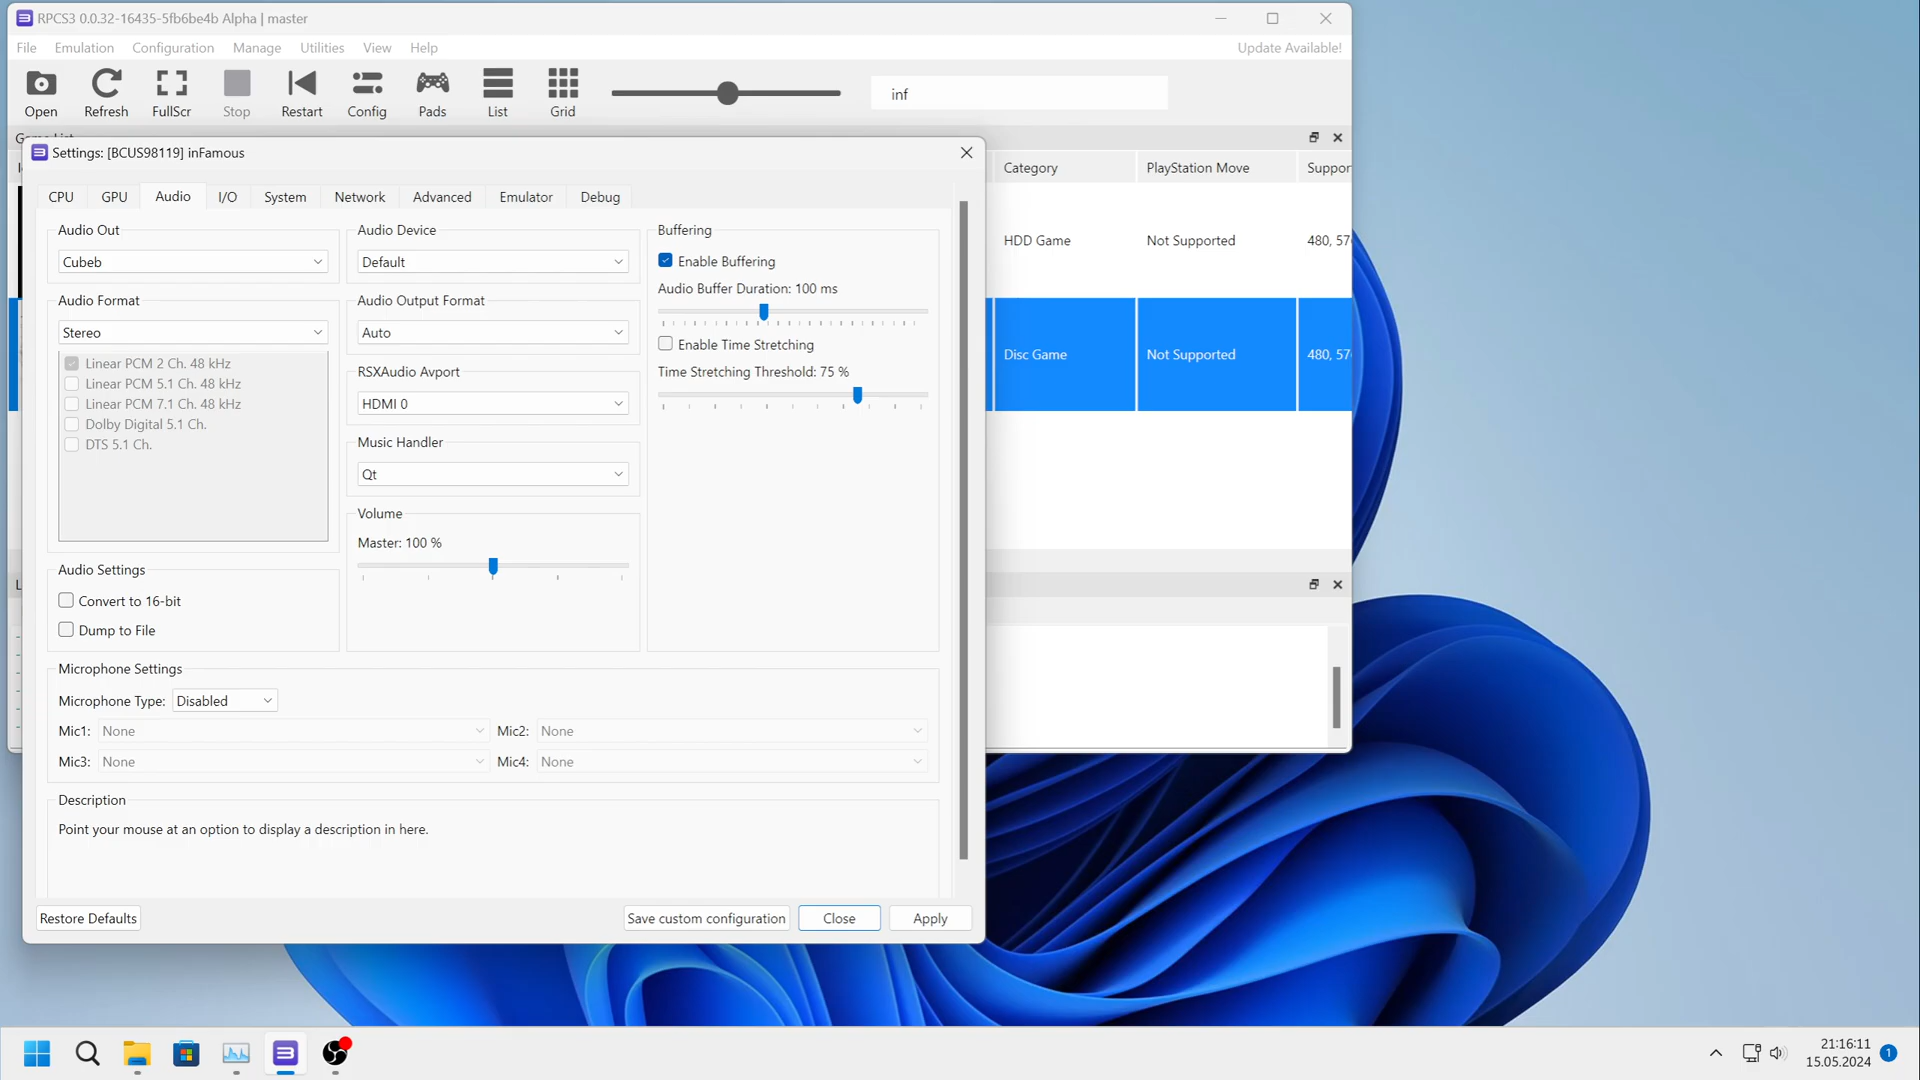 RPCS3 0.0.32-16435-5fb6be4b Alpha | master
File Emulation Configuration Manage Utilities View Help Update Available!
Open Refresh FullScr Stop Restart Config Pads List Grid
inf
Settings: [BCUS98119] inFamous
Category PlayStation Move Suppor
CPU GPU Audio I/O System Network Advanced Emulator Debug
HDD Game Not Supported 480, 57
Disc Game Not Supported 480, 57
Audio Out
Cubeb
Audio Format
Stereo
Linear PCM 2 Ch. 48 kHz
Linear PCM 5.1 Ch. 48 kHz
Linear PCM 7.1 Ch. 48 kHz
Dolby Digital 5.1 Ch.
DTS 5.1 Ch.
Audio Settings
Convert to 16-bit
Dump to File
Audio Device
Default
Audio Output Format
Auto
RSXAudio Avport
HDMI 0
Music Handler
Qt
Volume
Master: 100 %
Buffering
Enable Buffering
Audio Buffer Duration: 100 ms
Enable Time Stretching
Time Stretching Threshold: 75 %
Microphone Settings
Microphone Type: Disabled
Mic1: None Mic2: None
Mic3: None Mic4: None
Description
Point your mouse at an option to display a description in here.
Restore Defaults Save custom configuration Close Apply
21:16:11
15.05.2024
1